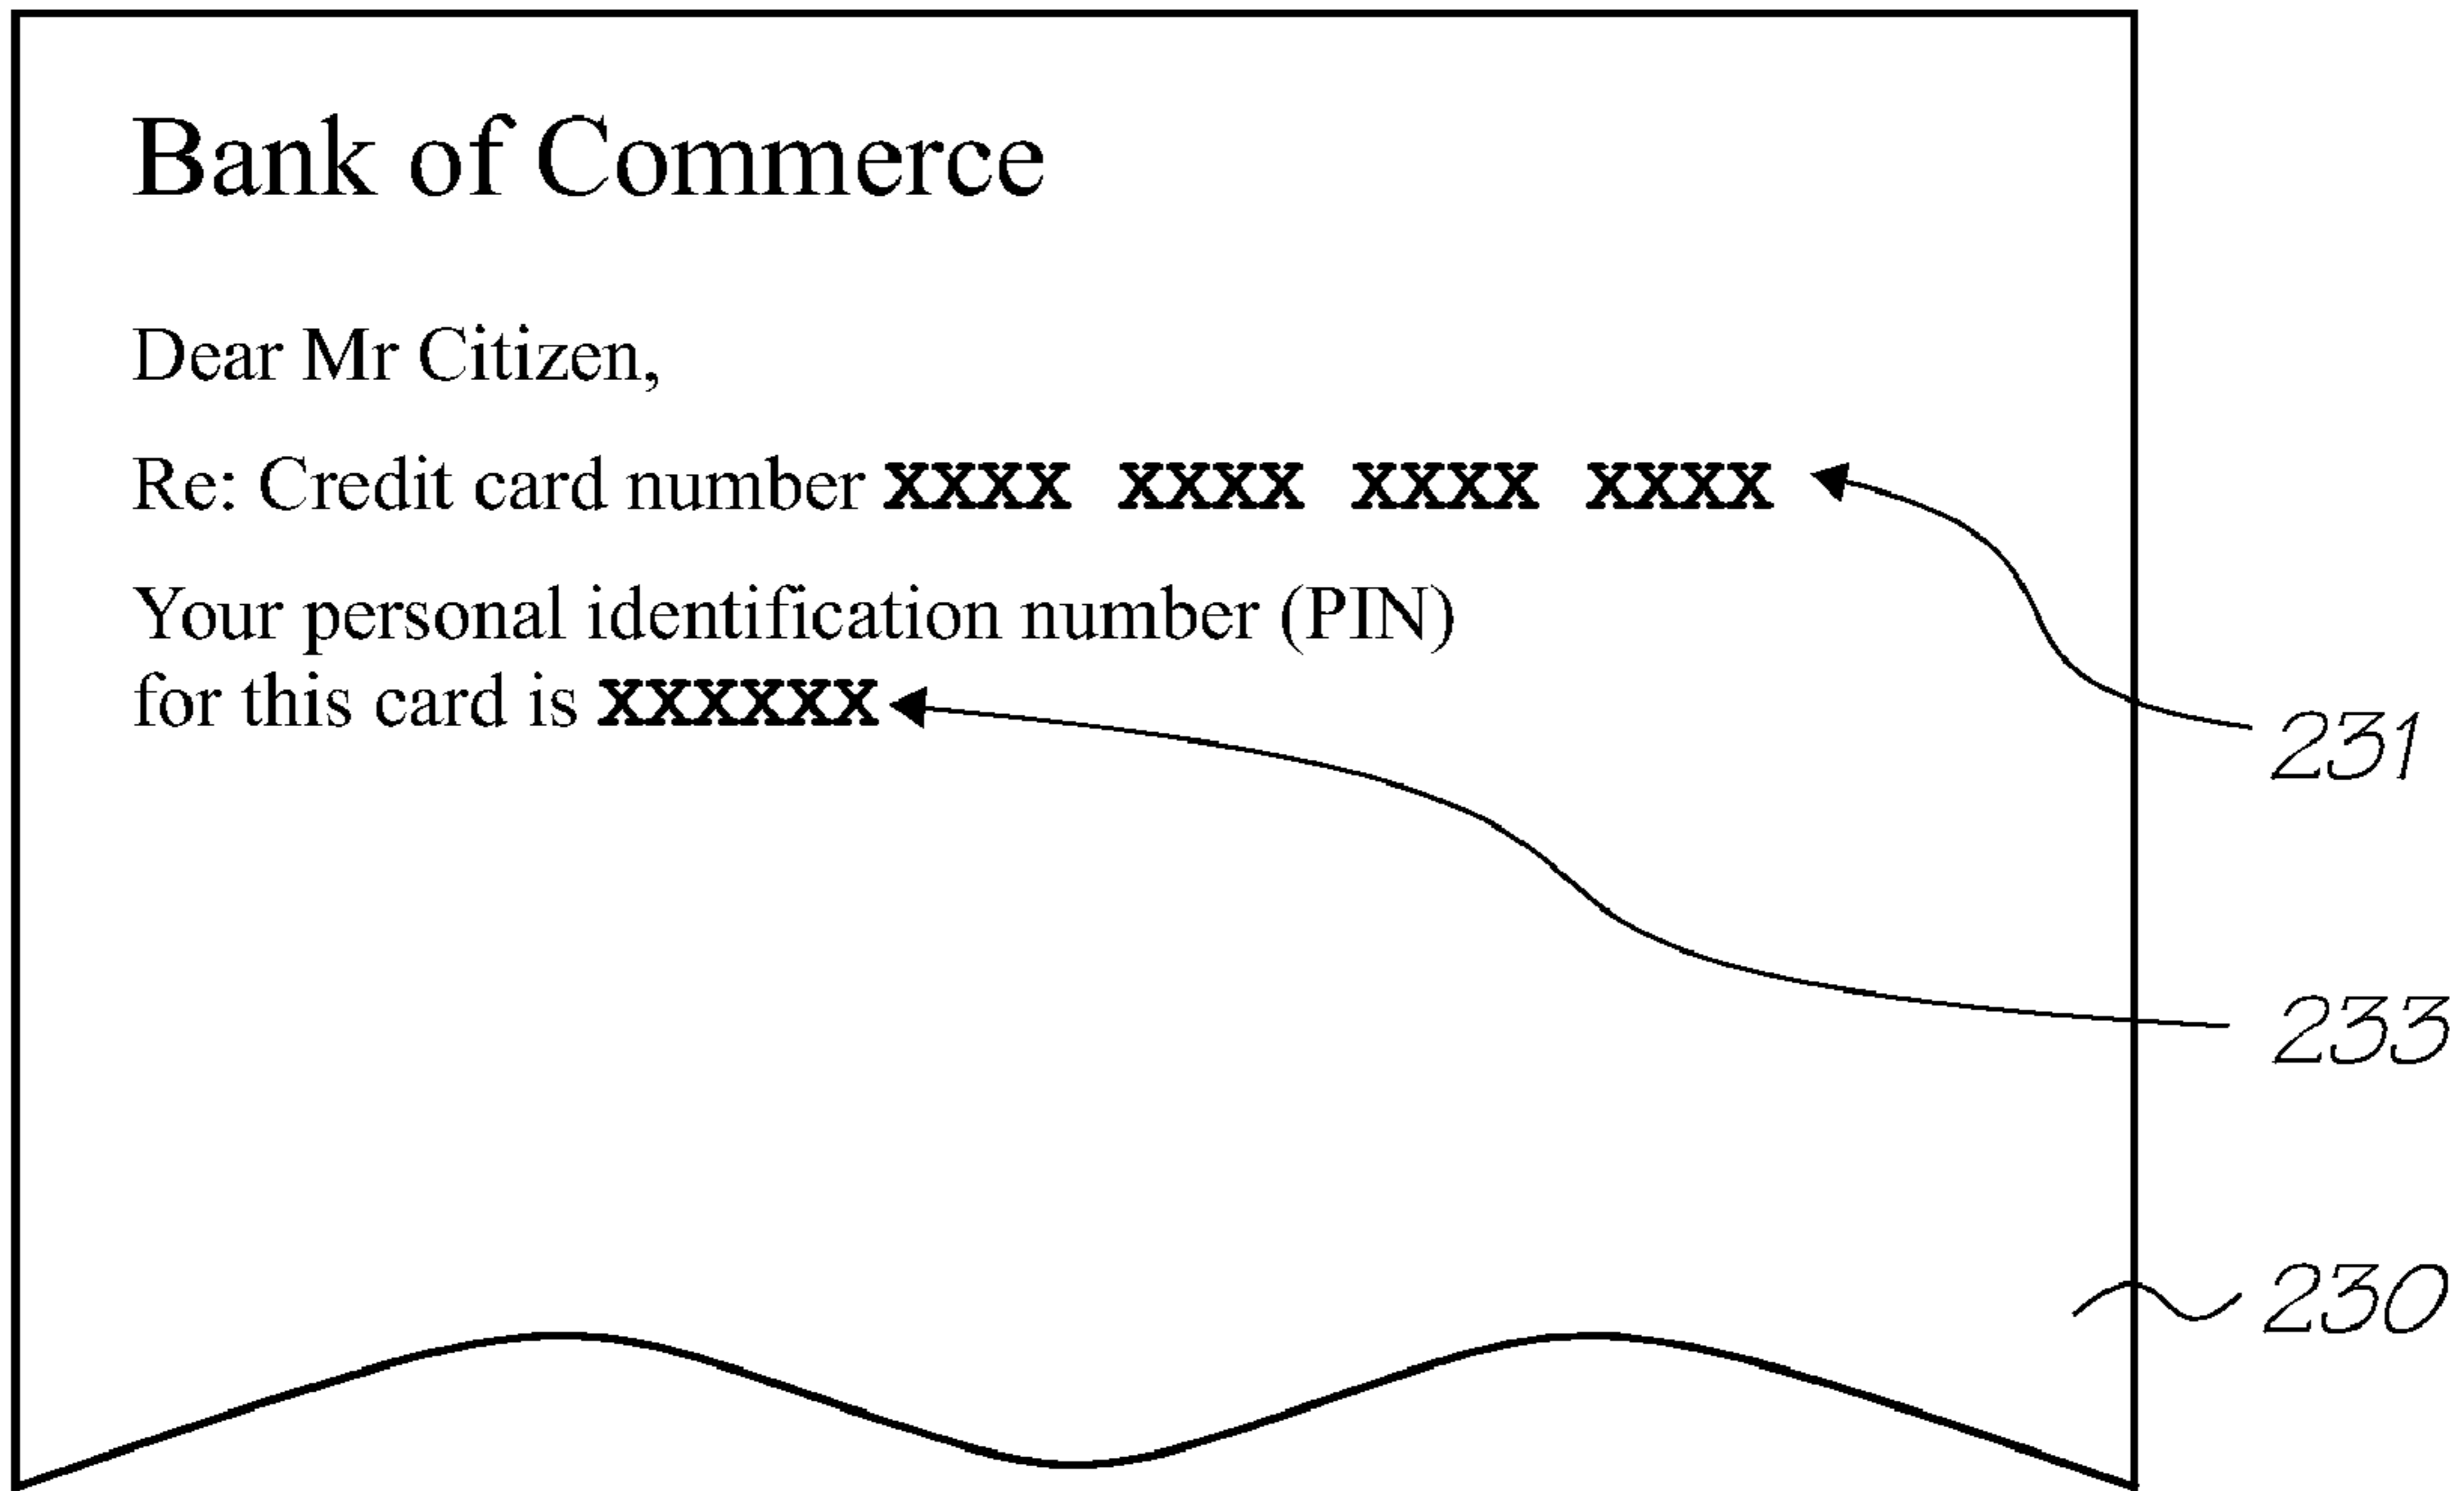 Bank of Commerce
Dear Mr Citizen,
Re: Credit card number xxxx xxxx xxxx xxxx
Your personal identification number (PIN)
for this card is xxxxxx
231
233
230